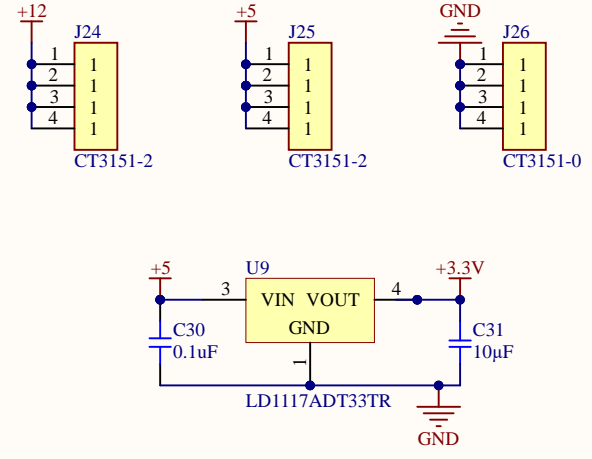 +12
J24
1 1
2 1
3 1
4 1
CT3151-2
+5
J25
1 1
2 1
3 1
4 1
CT3151-2
GND
J26
1 1
2 1
3 1
4 1
CT3151-0
+5
U9
+3.3V
3
VIN VOUT
4
GND
C30
0.1uF
1
C31
10µF
LD1117ADT33TR
GND